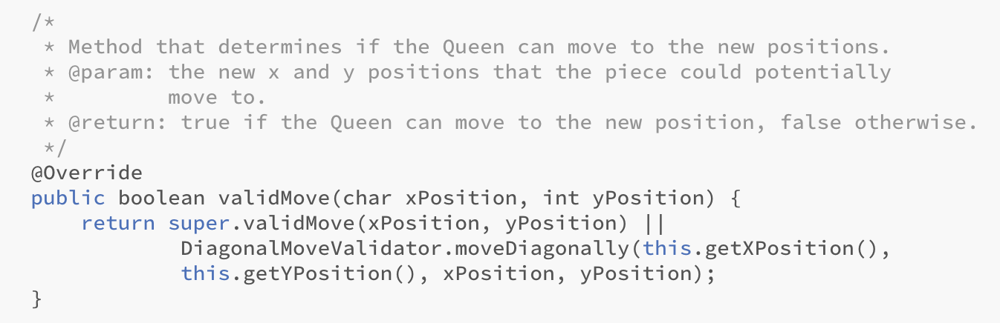 /*
 * Method that determines if the Queen can move to the new positions.
 * @param: the new x and y positions that the piece could potentially
 *         move to.
 * @return: true if the Queen can move to the new position, false otherwise.
 */
@Override
public boolean validMove(char xPosition, int yPosition) {
    return super.validMove(xPosition, yPosition) ||
            DiagonalMoveValidator.moveDiagonally(this.getXPosition(),
            this.getYPosition(), xPosition, yPosition);
}